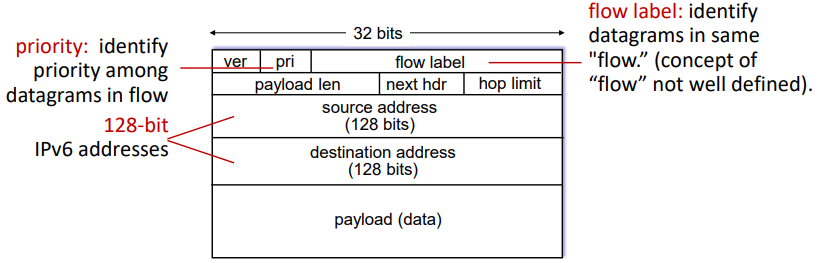 32 bits
priority: identify
priority among
datagrams in flow
128-bit
IPv6 addresses
ver pri flow label
payload len next hdr hop limit
source address
(128 bits)
destination address
(128 bits)
payload (data)
flow label: identify
datagrams in same
"flow.” (concept of
“flow” not well defined).